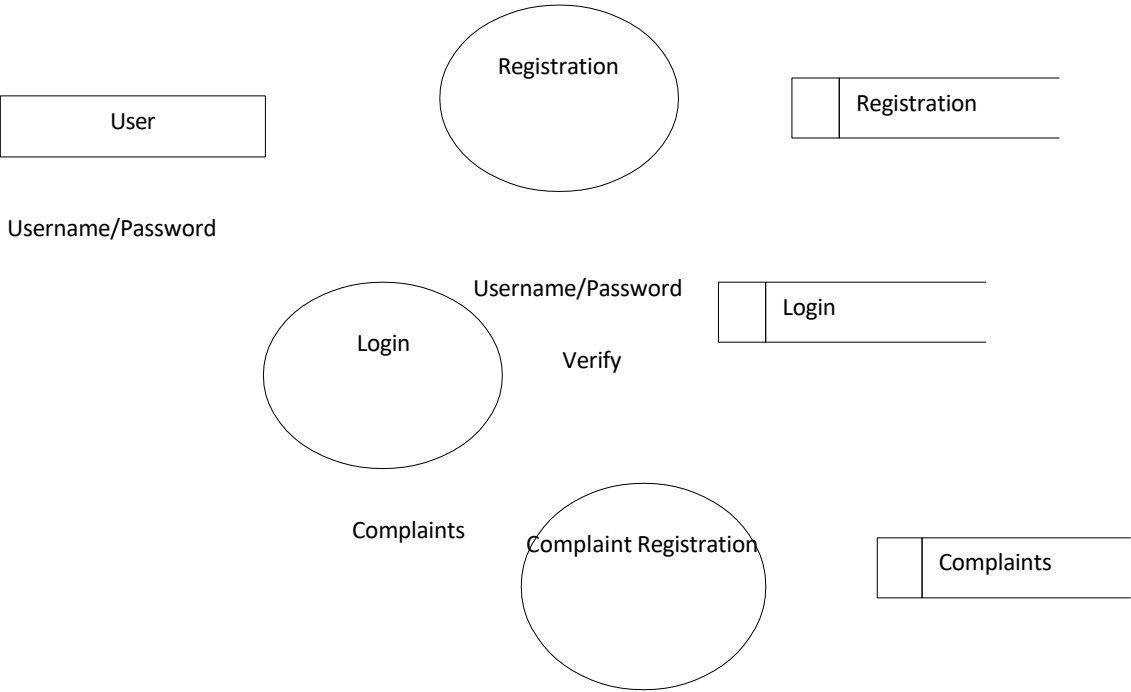 Registration
Registration
User
Username/Password
Username/Password
Login
Login
Verify
Complaints
Complaint Registration
Complaints